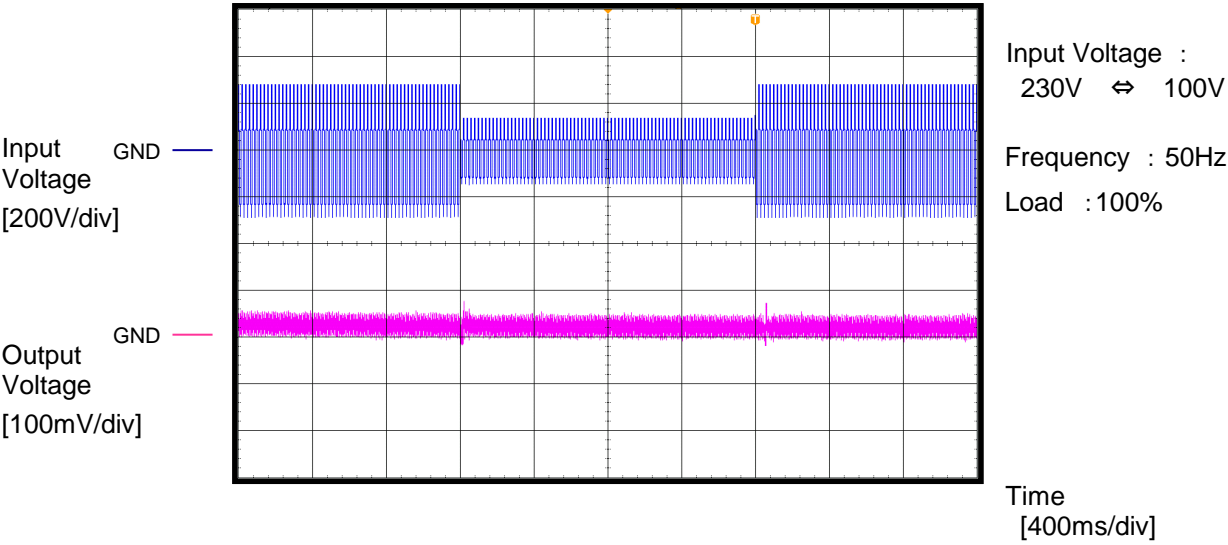 T
Input Voltage :
230V ⇔ 100V
Frequency : 50Hz
Load :100%
Input
Voltage
[200V/div]
GND
Output
Voltage
[100mV/div]
GND
Time
[400ms/div]